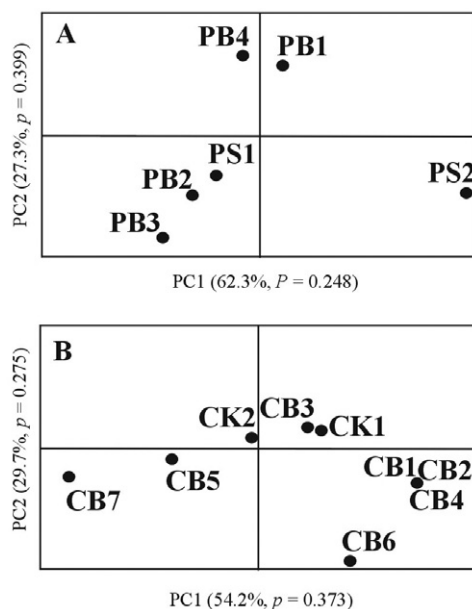 A
PB4
PB1
PS1
PB2
PS2
PB3
PC2 (27.3%, p = 0.399)
PC1 (62.3%, P = 0.248)
B
CB3
CK2
CK1
CB1
CB2
CB5
CB7
CB4
CB6
PC2 (29.7%, p = 0.275)
PC1 (54.2%, p = 0.373)